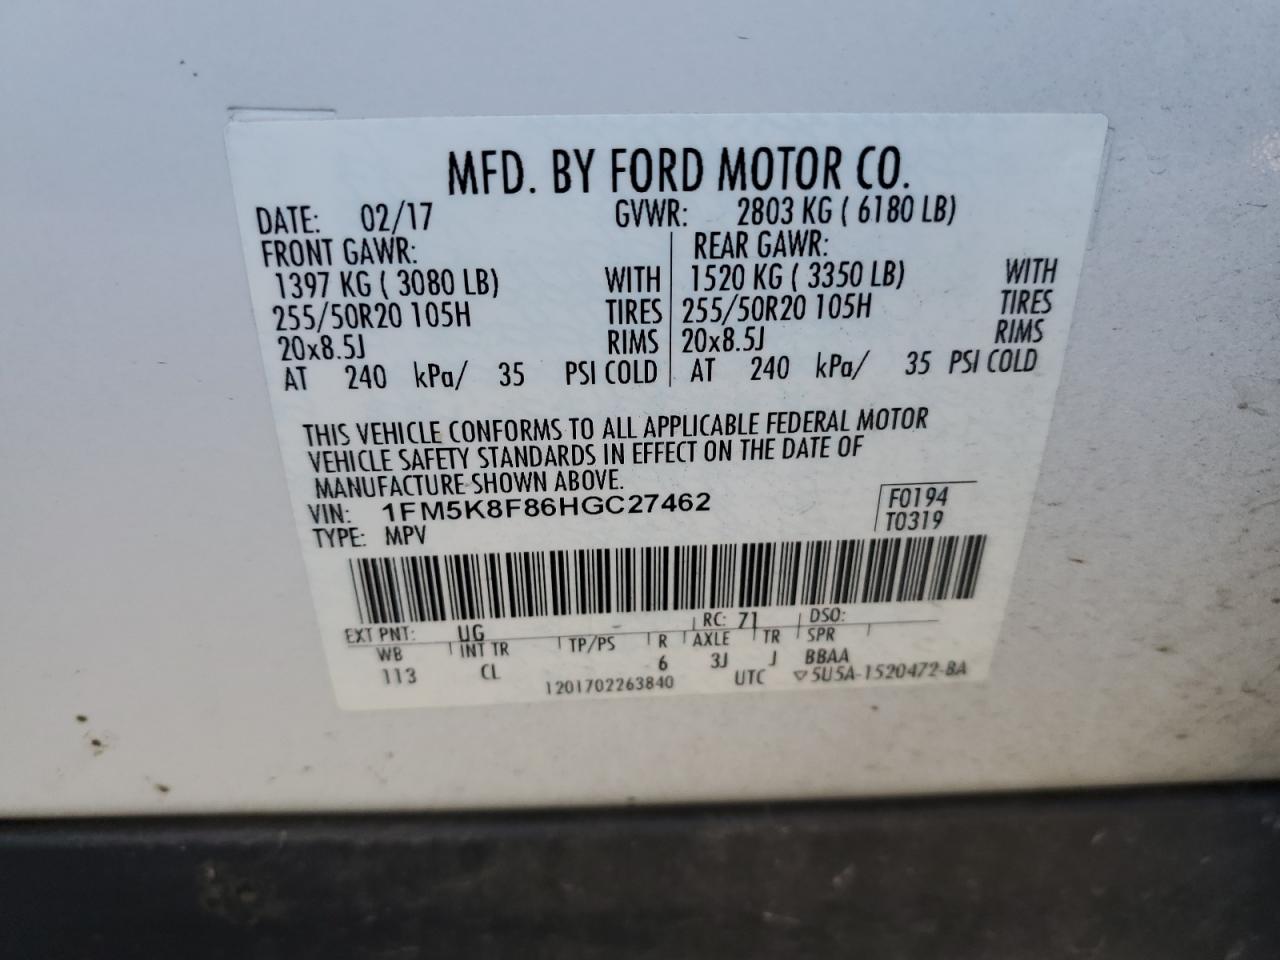 MFD. BY FORD MOTOR CO.
DATE: 02/17 GVWR: 2803 KG ( 6180 LB)
FRONT GAWR: REAR GAWR:
1397 KG ( 3080 LB) WITH 1520 KG ( 3350 LB) WITH
255/50R20 105H TIRES 255/50R20 105H TIRES
20x8.5J RIMS 20x8.5J RIMS
AT 240 kPa/ 35 PSI COLD AT 240 kPa/ 35 PSI COLD
THIS VEHICLE CONFORMS TO ALL APPLICABLE FEDERAL MOTOR
VEHICLE SAFETY STANDARDS IN EFFECT ON THE DATE OF
MANUFACTURE SHOWN ABOVE.
VIN: 1FM5K8F86HGC27462 F0194
TYPE: MPV T0319
EXT PNT: UG RC: 71 DSO:
WB INT TR TP/PS R AXLE TR SPR
113 CL 6 3J J BBAA
1201702263840 UTC ▽5U5A-1520472-BA